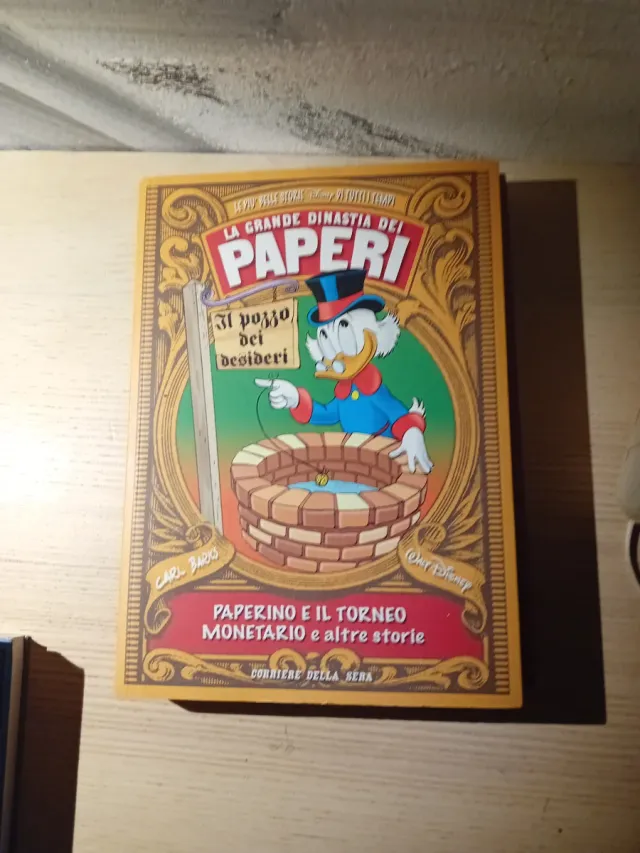 LE PIU' BELLE STORIE DISNEY DI TUTTI I TEMPI
LA GRANDE DINASTIA DEI
PAPERI
Il pozzo
dei
desideri
CARL BARKS
WALT DISNEY
PAPERINO E IL TORNEO
MONETARIO e altre storie
CORRIERE DELLA SERA